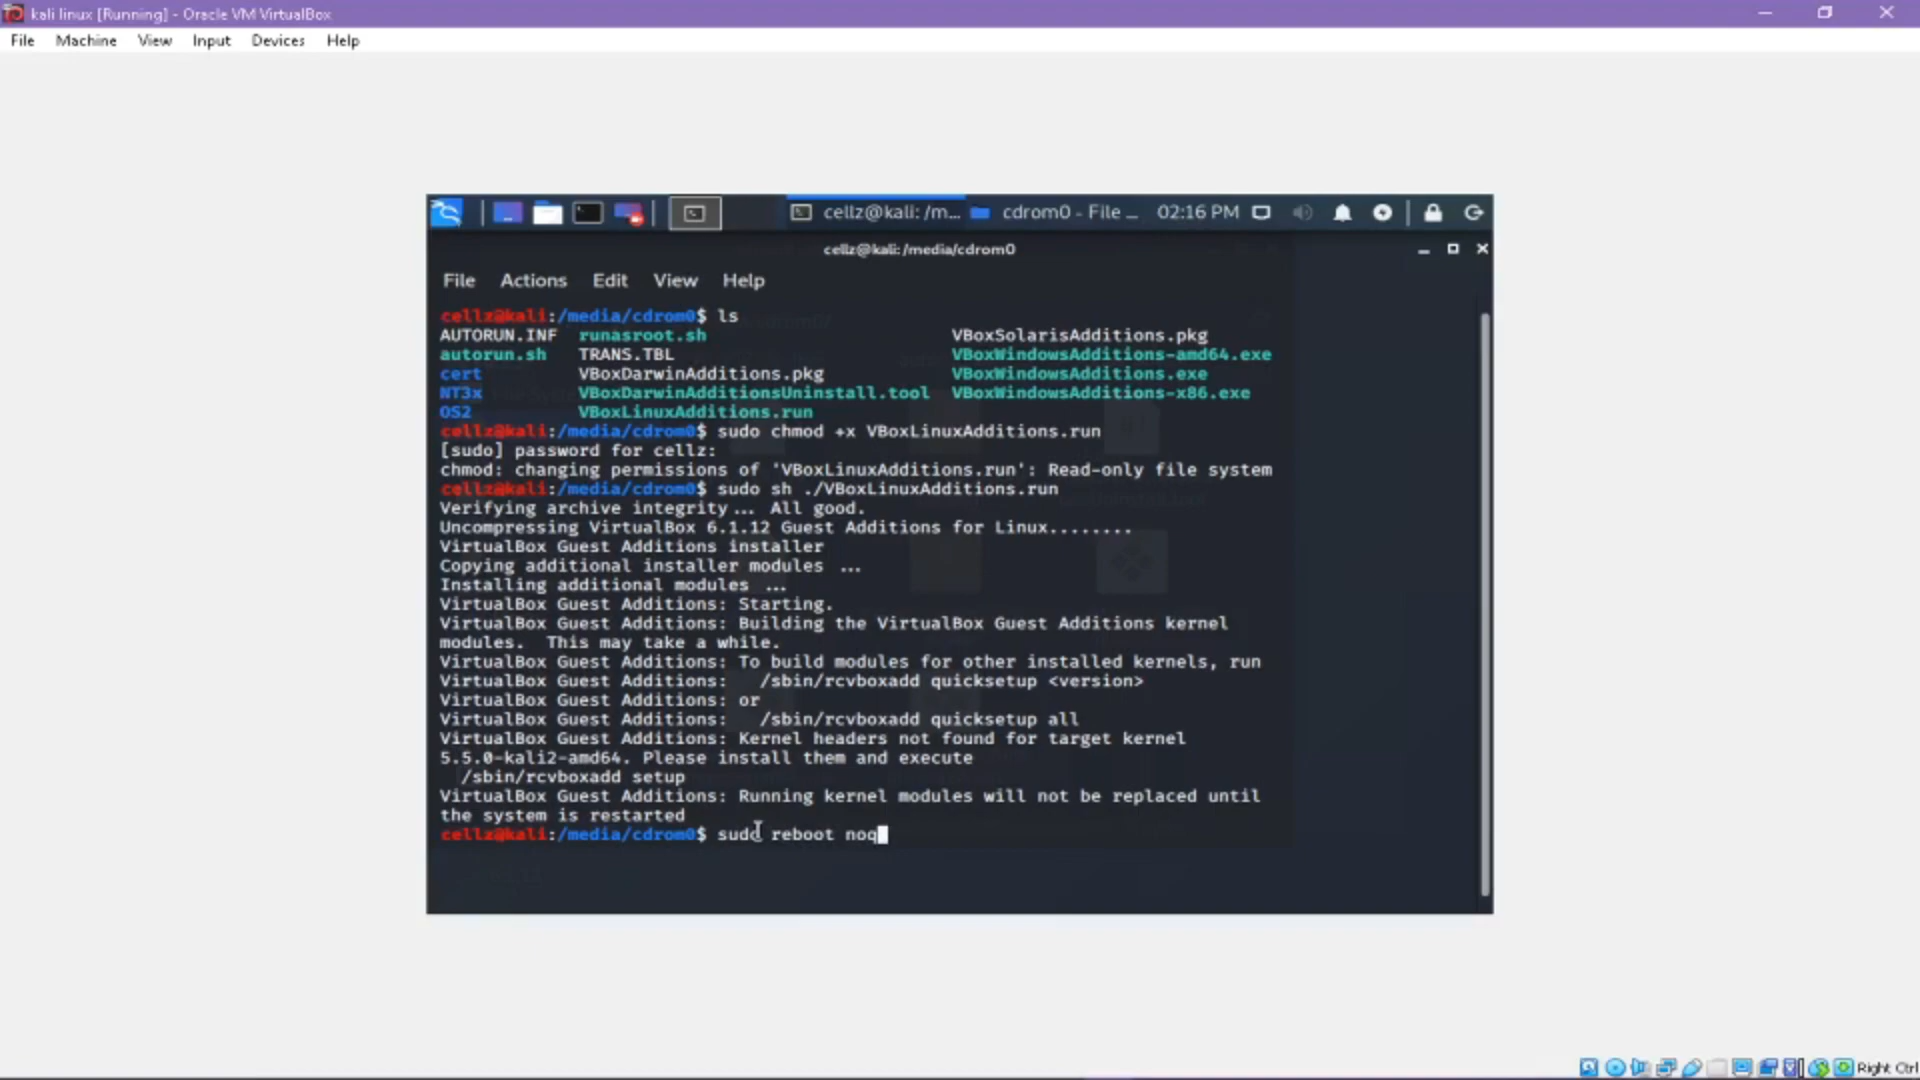 kali linux [Running] - Oracle VM VirtualBox
File Machine View Input Devices Help
cellz@kali: /m... cdrom0 - File ... 02:16 PM
cellz@kali: /media/cdrom0
File Actions Edit View Help
cellz@kali:/media/cdrom0$ ls
AUTORUN.INF runasroot.sh VBoxSolarisAdditions.pkg
autorun.sh TRANS.TBL VBoxWindowsAdditions-amd64.exe
cert VBoxDarwinAdditions.pkg VBoxWindowsAdditions.exe
NT3x VBoxDarwinAdditionsUninstall.tool VBoxWindowsAdditions-x86.exe
OS2 VBoxLinuxAdditions.run
cellz@kali:/media/cdrom0$ sudo chmod +x VBoxLinuxAdditions.run
[sudo] password for cellz:
chmod: changing permissions of 'VBoxLinuxAdditions.run': Read-only file system
cellz@kali:/media/cdrom0$ sudo sh ./VBoxLinuxAdditions.run
Verifying archive integrity... All good.
Uncompressing VirtualBox 6.1.12 Guest Additions for Linux........
VirtualBox Guest Additions installer
Copying additional installer modules ...
Installing additional modules ...
VirtualBox Guest Additions: Starting.
VirtualBox Guest Additions: Building the VirtualBox Guest Additions kernel
modules. This may take a while.
VirtualBox Guest Additions: To build modules for other installed kernels, run
VirtualBox Guest Additions: /sbin/rcvboxadd quicksetup <version>
VirtualBox Guest Additions: or
VirtualBox Guest Additions: /sbin/rcvboxadd quicksetup all
VirtualBox Guest Additions: Kernel headers not found for target kernel
5.5.0-kali2-amd64. Please install them and execute
/sbin/rcvboxadd setup
VirtualBox Guest Additions: Running kernel modules will not be replaced until
the system is restarted
cellz@kali:/media/cdrom0$ sudo reboot noq
Right Ctrl